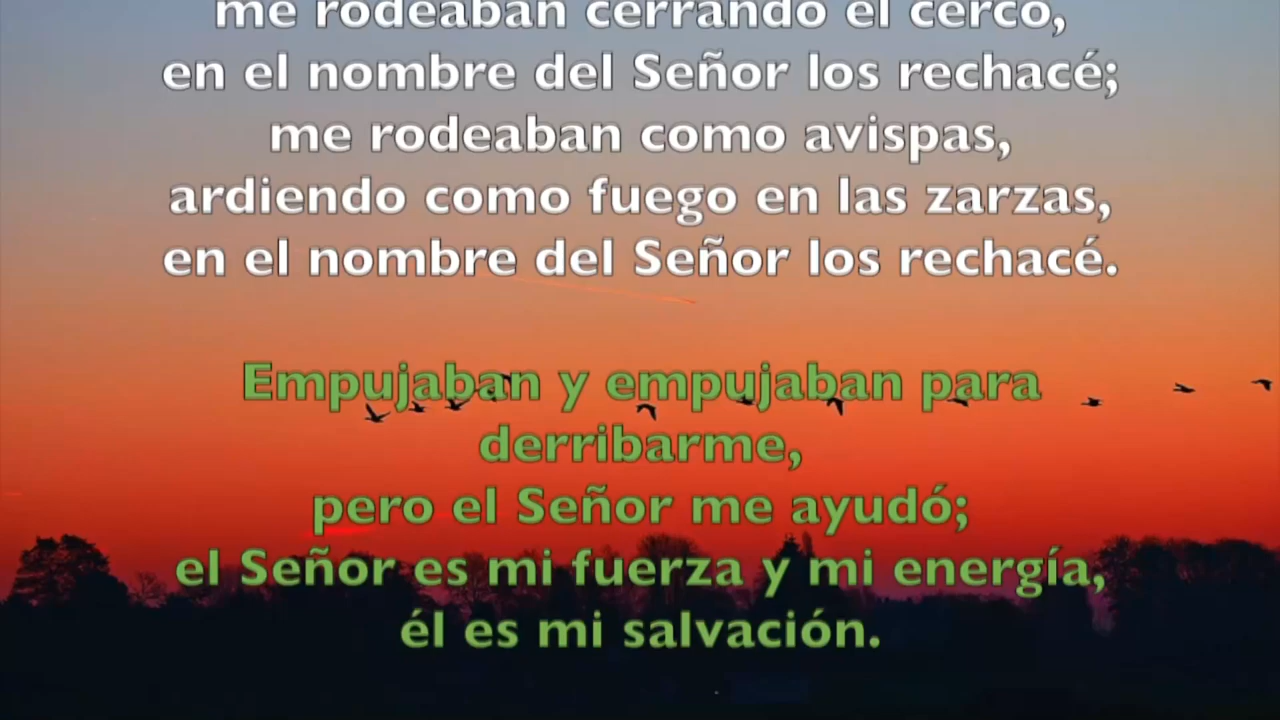 me rodeaban cerrando el cerco,
en el nombre del Señor los rechacé;
me rodeaban como avispas,
ardiendo como fuego en las zarzas,
en el nombre del Señor los rechacé.
Empujaban y empujaban para
derribarme,
pero el Señor me ayudó;
el Señor es mi fuerza y mi energía,
él es mi salvación.